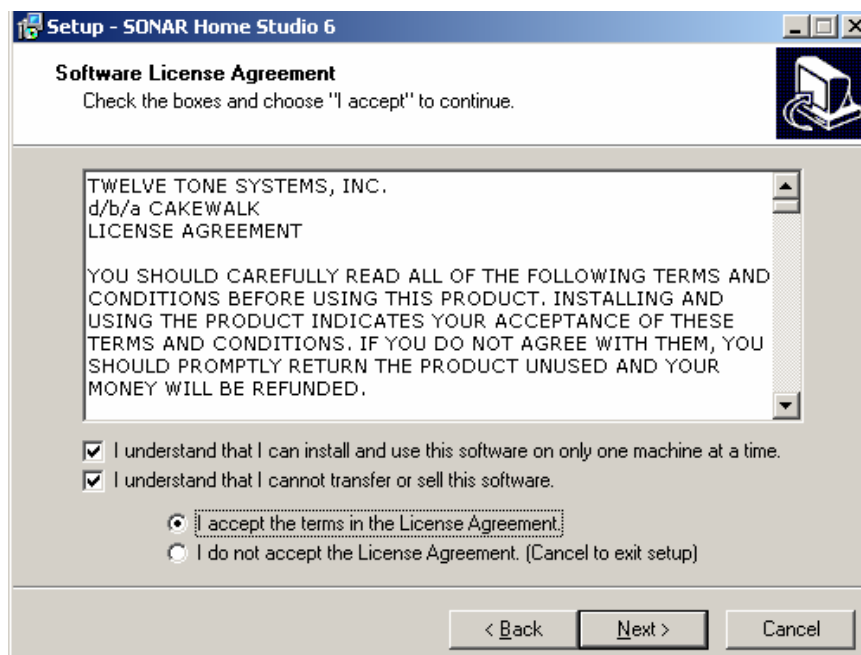 Setup - SONAR Home Studio 6
Software License Agreement
Check the boxes and choose "I accept" to continue.
TWELVE TONE SYSTEMS, INC.
d/b/a CAKEWALK
LICENSE AGREEMENT
YOU SHOULD CAREFULLY READ ALL OF THE FOLLOWING TERMS AND
CONDITIONS BEFORE USING THIS PRODUCT. INSTALLING AND
USING THE PRODUCT INDICATES YOUR ACCEPTANCE OF THESE
TERMS AND CONDITIONS. IF YOU DO NOT AGREE WITH THEM, YOU
SHOULD PROMPTLY RETURN THE PRODUCT UNUSED AND YOUR
MONEY WILL BE REFUNDED.
I understand that I can install and use this software on only one machine at a time.
I understand that I cannot transfer or sell this software.
I accept the terms in the License Agreement.
I do not accept the License Agreement. (Cancel to exit setup)
< Back Next > Cancel